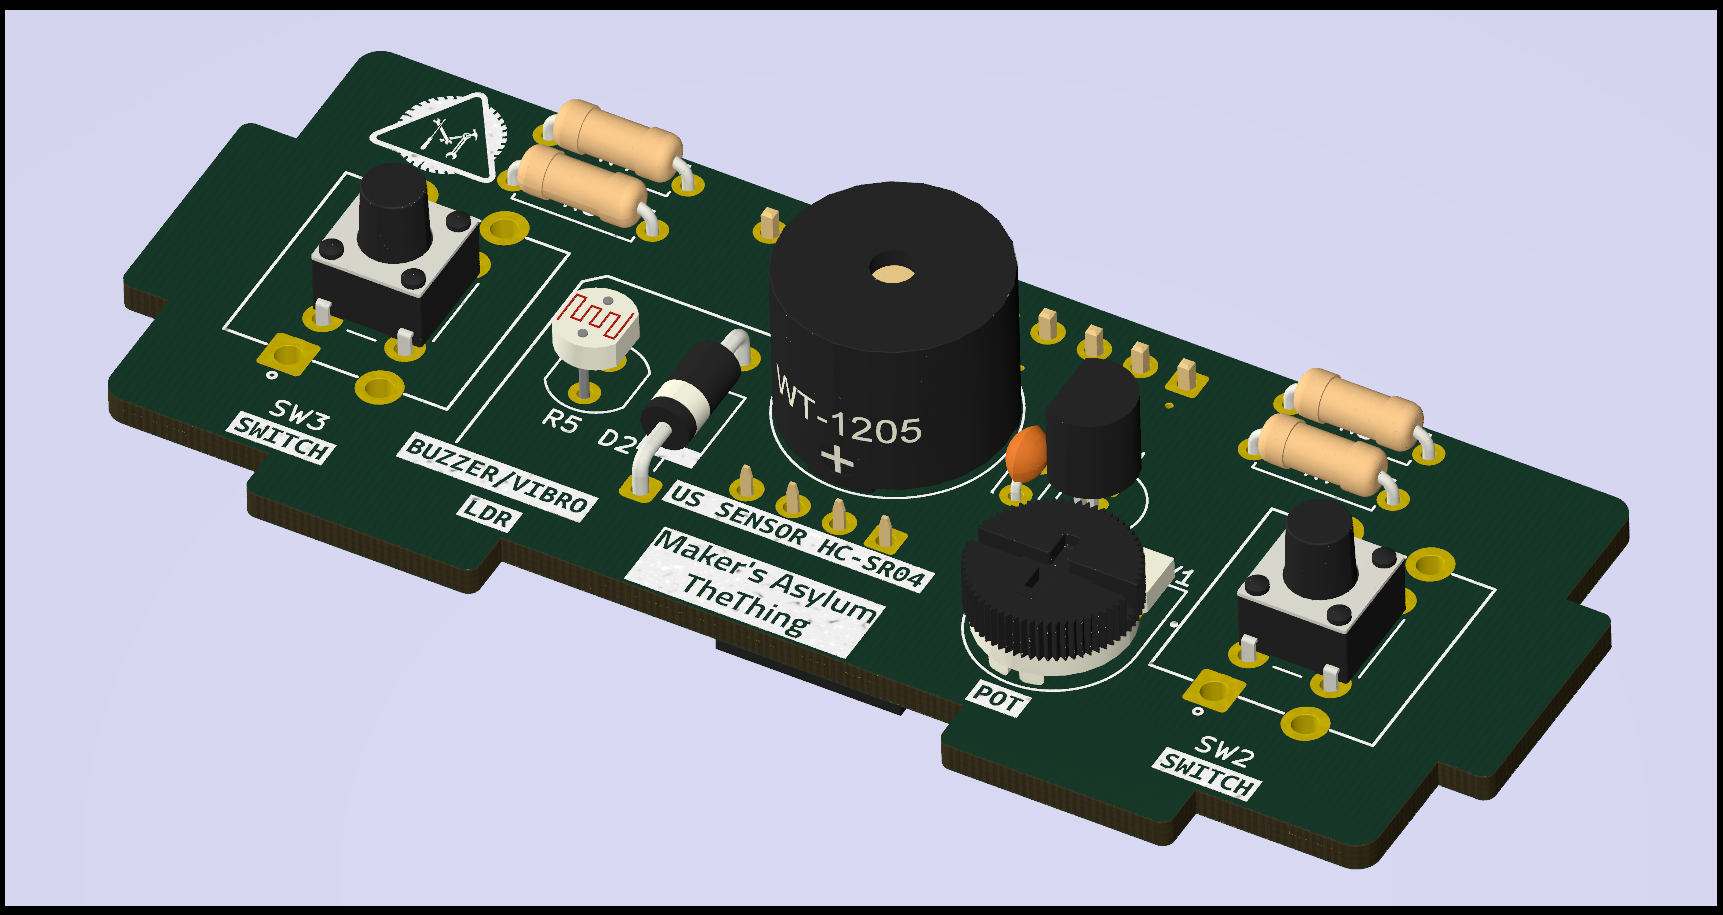 SW3
SWITCH
BUZZER/VIBRO
LDR
R5 D2
WT-1205
+
US SENSOR HC-SR04
Maker's Asylum
TheThing
POT
SW2
SWITCH